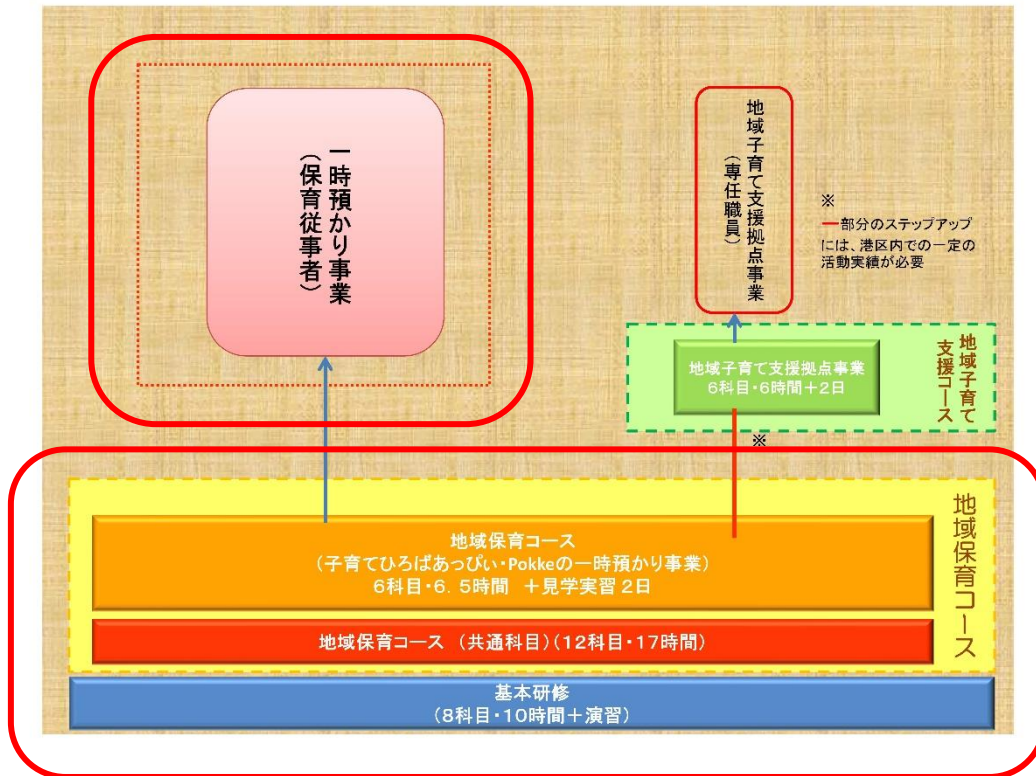 一時預かり事業
（保育従事者）
地域子育て支援拠点事業
（専任職員）
※
━部分のステップアップ
には、港区内での一定の
活動実績が必要
地域子育て
支援コース
地域子育て支援拠点事業
６科目・６時間＋２日
※
地域保育コース
地域保育コース
（子育てひろばあっぴぃ・Pokkeの一時預かり事業）
６科目・６．５時間　＋見学実習２日
地域保育コース　（共通科目）（１２科目・１７時間）
基本研修
（８科目・１０時間＋演習）